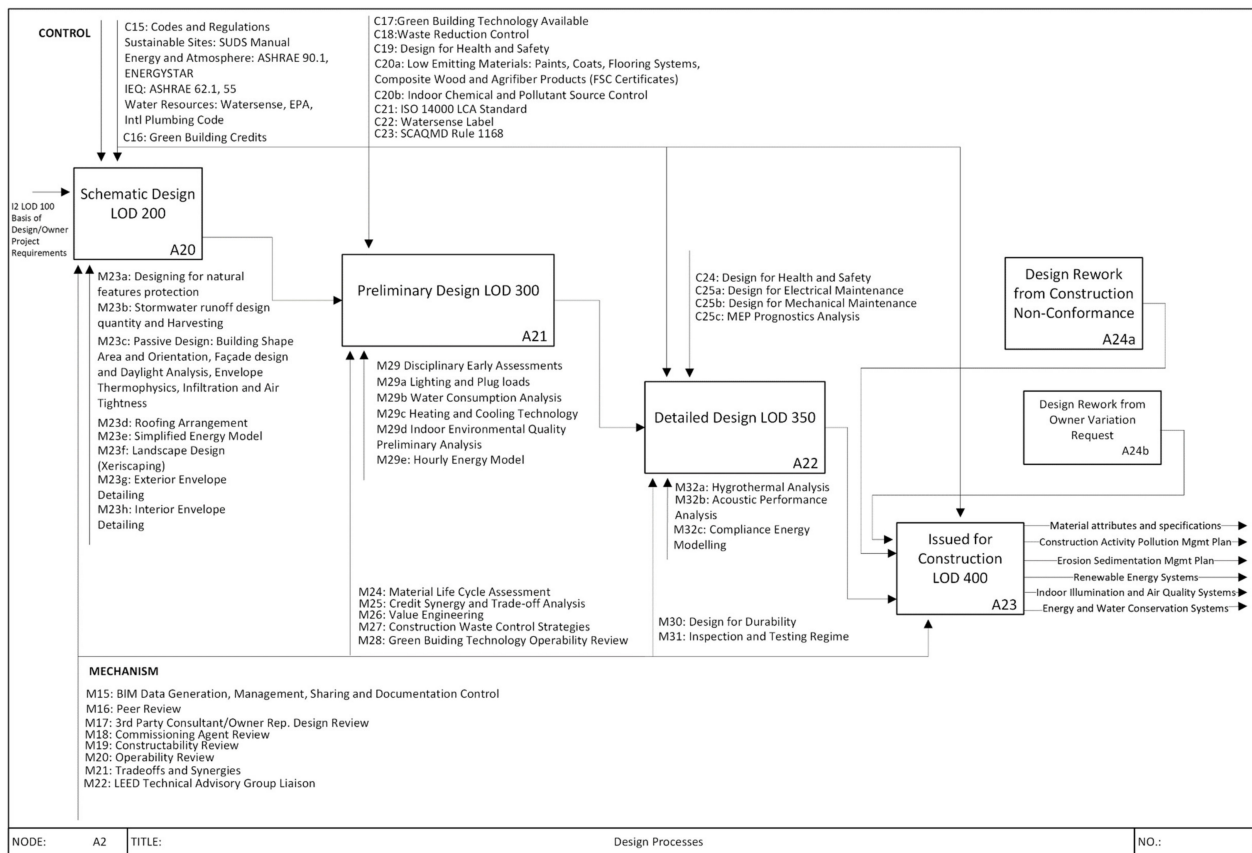 CONTROL
C15: Codes and Regulations
Sustainable Sites: SUDS Manual
Energy and Atmosphere: ASHRAE 90.1,
ENERGYSTAR
IEQ: ASHRAE 62.1, 55
Water Resources: Watersense, EPA,
Intl Plumbing Code
C16: Green Building Credits
C17:Green Building Technology Available
C18:Waste Reduction Control
C19: Design for Health and Safety
C20a: Low Emitting Materials: Paints, Coats, Flooring Systems,
Composite Wood and Agrifiber Products (FSC Certificates)
C20b: Indoor Chemical and Pollutant Source Control
C21: ISO 14000 LCA Standard
C22: Watersense Label
C23: SCAQMD Rule 1168
Schematic Design
LOD 200
A20
I2 LOD 100
Basis of
Design/Owner
Project
Requirements
M23a: Designing for natural
features protection
M23b: Stormwater runoff design
quantity and Harvesting
M23c: Passive Design: Building Shape
Area and Orientation, Façade design
and Daylight Analysis, Envelope
Thermophysics, Infiltration and Air
Tightness
M23d: Roofing Arrangement
M23e: Simplified Energy Model
M23f: Landscape Design
(Xeriscaping)
M23g: Exterior Envelope
Detailing
M23h: Interior Envelope
Detailing
Preliminary Design LOD 300
A21
M29 Disciplinary Early Assessments
M29a Lighting and Plug loads
M29b Water Consumption Analysis
M29c Heating and Cooling Technology
M29d Indoor Environmental Quality
Preliminary Analysis
M29e: Hourly Energy Model
C24: Design for Health and Safety
C25a: Design for Electrical Maintenance
C25b: Design for Mechanical Maintenance
C25c: MEP Prognostics Analysis
Detailed Design LOD 350
A22
M32a: Hygrothermal Analysis
M32b: Acoustic Performance
Analysis
M32c: Compliance Energy
Modelling
Design Rework
from Construction
Non-Conformance
A24a
Design Rework from
Owner Variation
Request
A24b
Issued for
Construction
LOD 400
A23
Material attributes and specifications
Construction Activity Pollution Mgmt Plan
Erosion Sedimentation Mgmt Plan
Renewable Energy Systems
Indoor Illumination and Air Quality Systems
Energy and Water Conservation Systems
M24: Material Life Cycle Assessment
M25: Credit Synergy and Trade-off Analysis
M26: Value Engineering
M27: Construction Waste Control Strategies
M28: Green Buiding Technology Operability Review
M30: Design for Durability
M31: Inspection and Testing Regime
MECHANISM
M15: BIM Data Generation, Management, Sharing and Documentation Control
M16: Peer Review
M17: 3rd Party Consultant/Owner Rep. Design Review
M18: Commissioning Agent Review
M19: Constructability Review
M20: Operability Review
M21: Tradeoffs and Synergies
M22: LEED Technical Advisory Group Liaison
NODE: A2
TITLE: Design Processes
NO.: